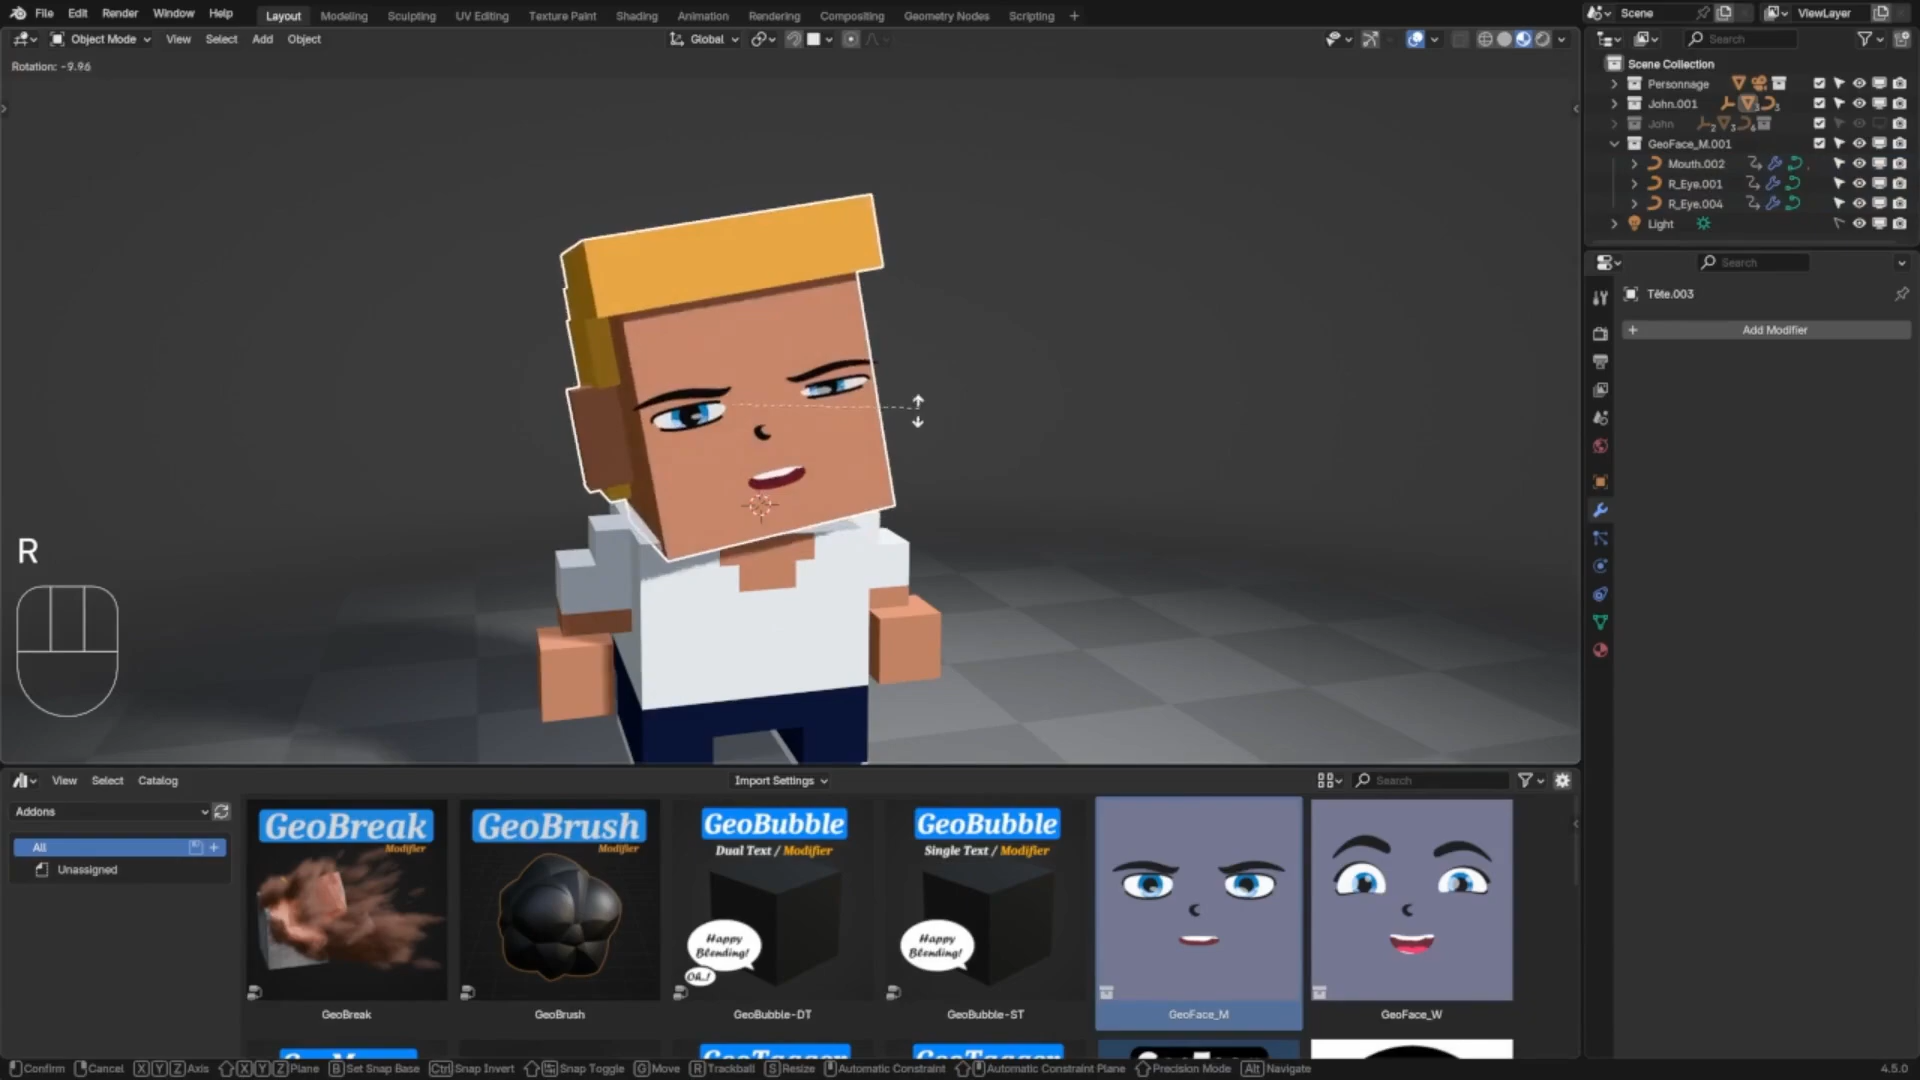 File Edit Render Window Help Layout Modeling Sculpting UV Editing Texture Paint Shading Animation Rendering Compositing Geometry Nodes Scripting + Scene ViewLayer
Object Mode View Select Add Object Global Search
Rotation: -9.96
Scene Collection
Personnage
John.001
John
GeoFace_M.001
Mouth.002
R_Eye.001
R_Eye.004
Light
Search
Tête.003
+ Add Modifier
R
View Select Catalog Import Settings Search
Addons
All
Unassigned
GeoBreak
Modifier
GeoBreak
GeoBrush
Modifier
GeoBrush
GeoBubble
Dual Text / Modifier
Happy
Blending!
Oh..!
GeoBubble-DT
GeoBubble
Single Text / Modifier
Happy
Blending!
GeoBubble-ST
GeoFace_M
GeoFace_W
Confirm Cancel X Y Z Axis X Y Z Plane B Set Snap Base Ctrl Snap Invert Snap Toggle G Move R Trackball S Resize Automatic Constraint Automatic Constraint Plane Precision Mode Alt Navigate 4.5.0